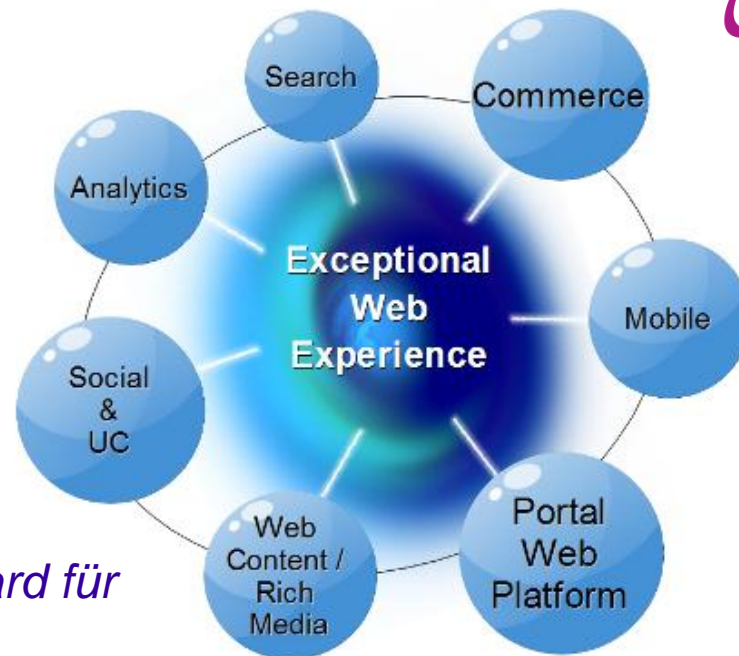 Search
Commerce
Analytics
Exceptional
Web
Experience
Mobile
Social
&
UC
Portal
Web
Platform
Web
Content /
Rich
Media
ard für